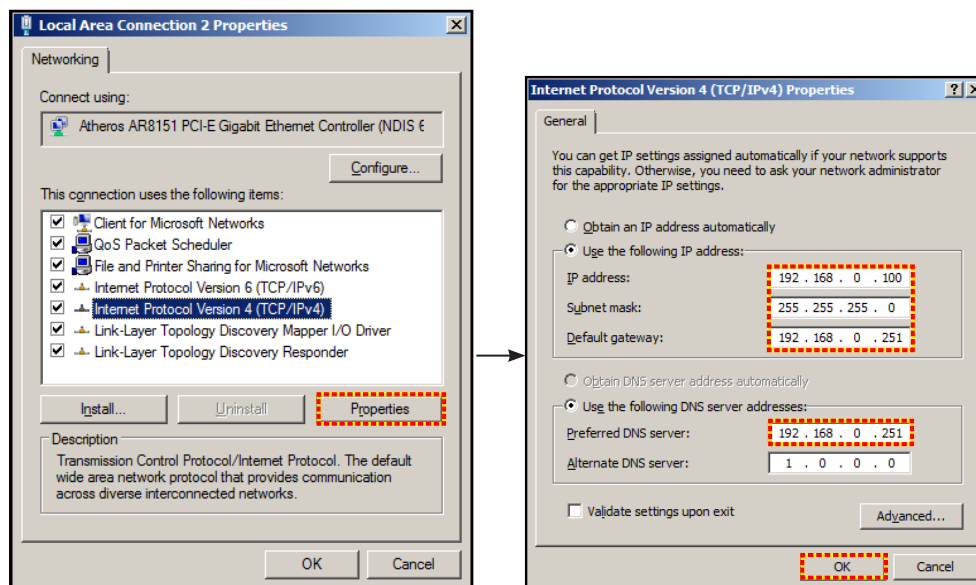 Local Area Connection 2 Properties
Networking
Connect using:
Atheros AR8151 PCI-E Gigabit Ethernet Controller (NDIS 6
Configure...
This connection uses the following items:
Client for Microsoft Networks
QoS Packet Scheduler
File and Printer Sharing for Microsoft Networks
Internet Protocol Version 6 (TCP/IPv6)
Internet Protocol Version 4 (TCP/IPv4)
Link-Layer Topology Discovery Mapper I/O Driver
Link-Layer Topology Discovery Responder
Install... Uninstall Properties
Description
Transmission Control Protocol/Internet Protocol. The default
wide area network protocol that provides communication
across diverse interconnected networks.
OK Cancel
Internet Protocol Version 4 (TCP/IPv4) Properties
General
You can get IP settings assigned automatically if your network supports
this capability. Otherwise, you need to ask your network administrator
for the appropriate IP settings.
Obtain an IP address automatically
Use the following IP address:
IP address: 192 . 168 . 0 . 100
Subnet mask: 255 . 255 . 255 . 0
Default gateway: 192 . 168 . 0 . 251
Obtain DNS server address automatically
Use the following DNS server addresses:
Preferred DNS server: 192 . 168 . 0 . 251
Alternate DNS server: 1 . 0 . 0 . 0
Validate settings upon exit
Advanced...
OK Cancel